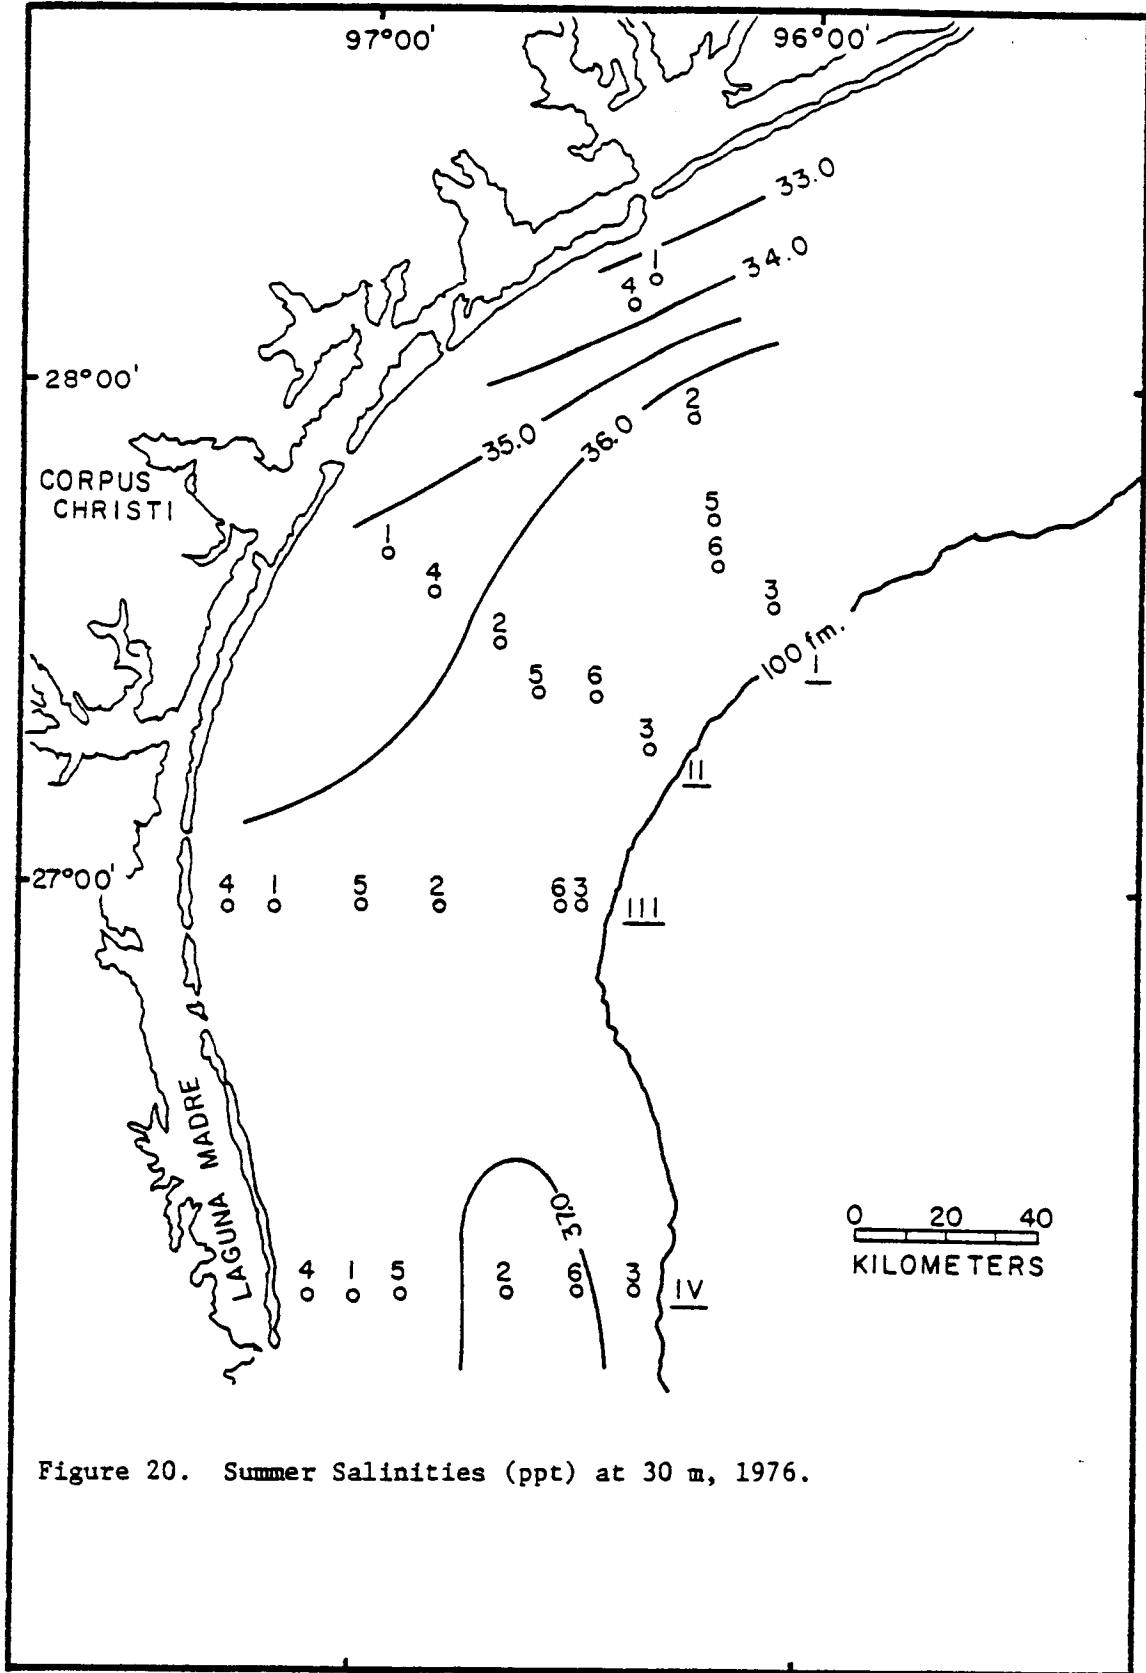 97°00' 96°00'
33.0
1
4
34.0
28°00'
2
36.0
35.0
CORPUS
CHRISTI
5
1
6
4
3
2
100 fm.
I
5 6
3
II
27°00'
4 1 5 2 6 3
III
LAGUNA MADRE
37.0
0 20 40
KILOMETERS
4 1 5 2 6 3
IV
Figure 20. Summer Salinities (ppt) at 30 m, 1976.